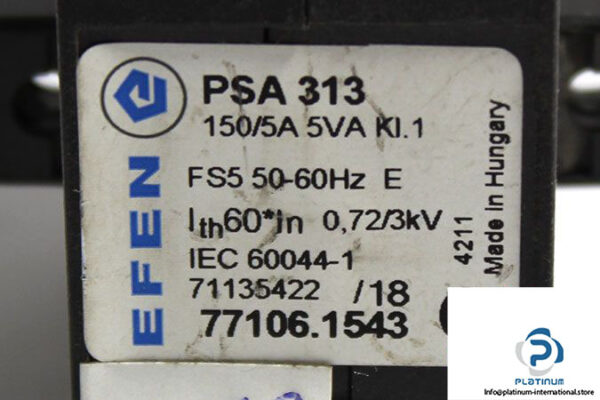 PSA 313
150/5A 5VA Kl.1
FS5 50-60Hz E
Ith60*in 0,72/3kV
IEC 60044-1
71135422 /18
77106.1543
EFEN
4211
Made in Hungary
PLATINUM
Info@platinum-international.store